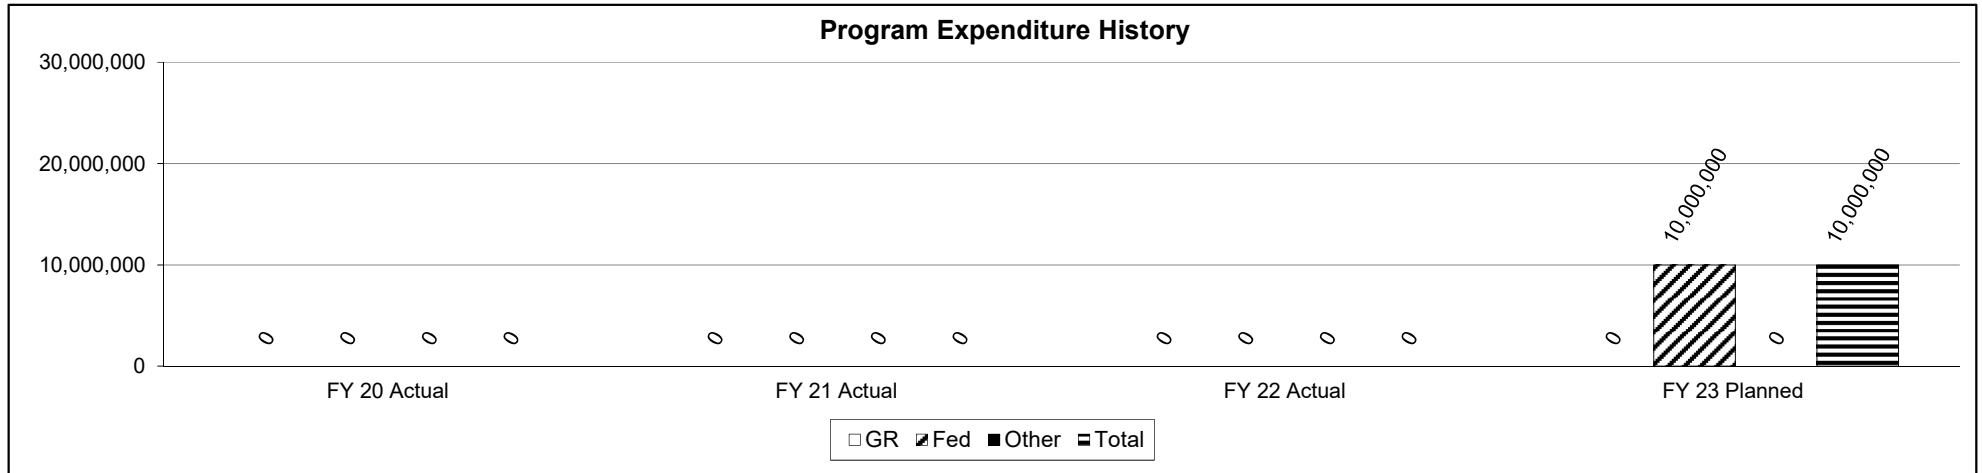 Program Expenditure History
30,000,000
20,000,000
10,000,000
0
0 0 0 0 0 0 0 0 0 0 0 0 0 10,000,000 0 10,000,000
FY 20 Actual FY 21 Actual FY 22 Actual FY 23 Planned
GR Fed Other Total